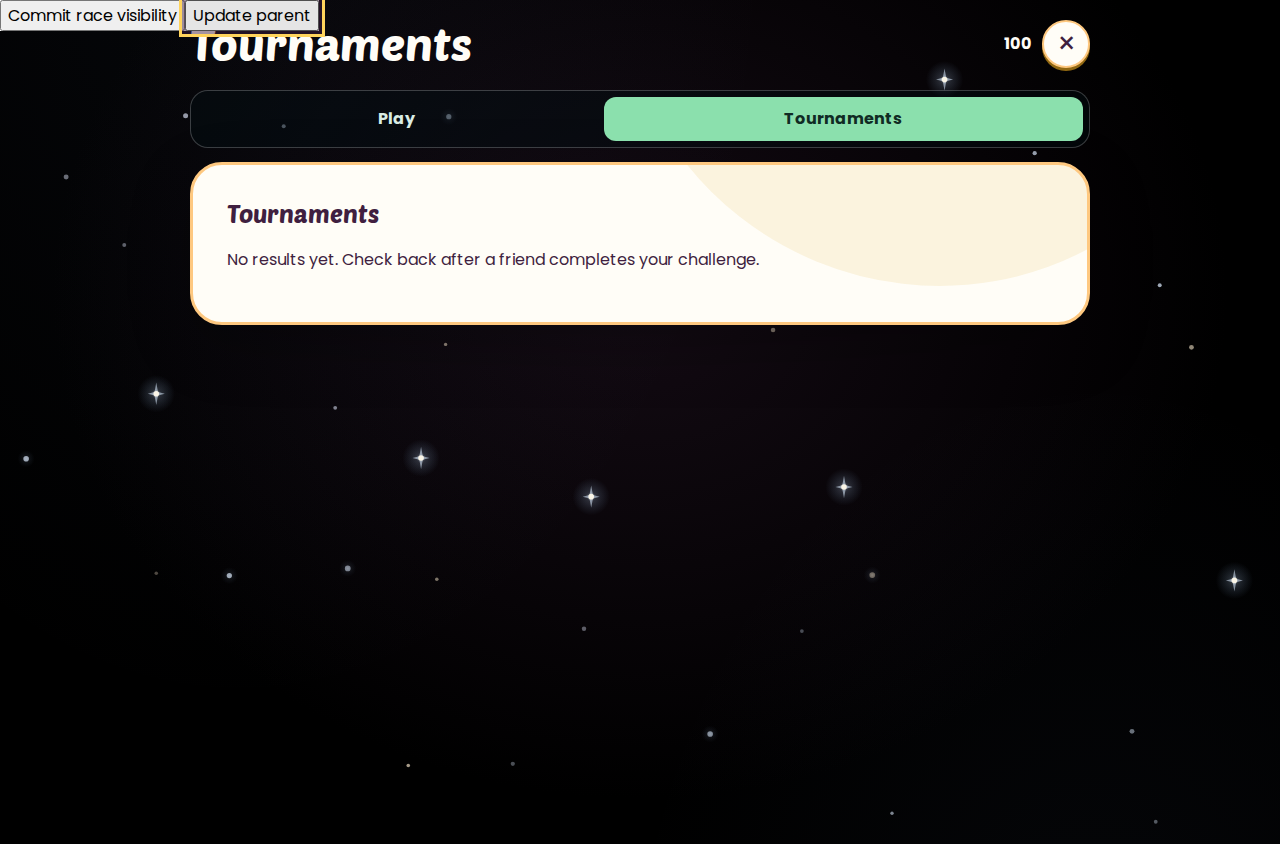 Commit race visibility
Update parent
Tournaments
100
×
Play
Tournaments
Tournaments
No results yet. Check back after a friend completes your challenge.